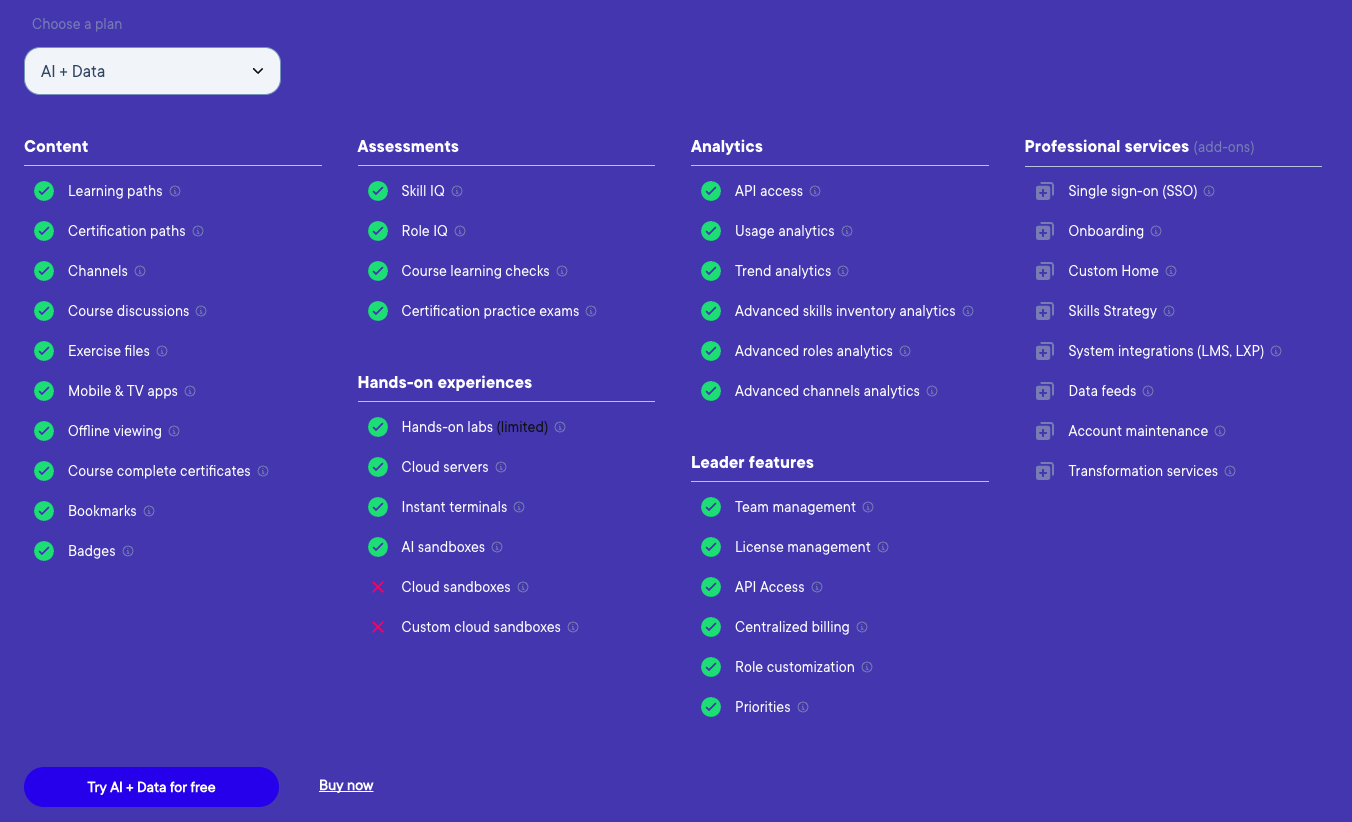 Choose a plan
AI + Data
Content
Learning paths
Certification paths
Channels
Course discussions
Exercise files
Mobile & TV apps
Offline viewing
Course complete certificates
Bookmarks
Badges
Assessments
Skill IQ
Role IQ
Course learning checks
Certification practice exams
Hands-on experiences
Hands-on labs (limited)
Cloud servers
Instant terminals
AI sandboxes
Cloud sandboxes
Custom cloud sandboxes
Analytics
API access
Usage analytics
Trend analytics
Advanced skills inventory analytics
Advanced roles analytics
Advanced channels analytics
Leader features
Team management
License management
API Access
Centralized billing
Role customization
Priorities
Professional services (add-ons)
Single sign-on (SSO)
Onboarding
Custom Home
Skills Strategy
System integrations (LMS, LXP)
Data feeds
Account maintenance
Transformation services
Try AI + Data for free
Buy now